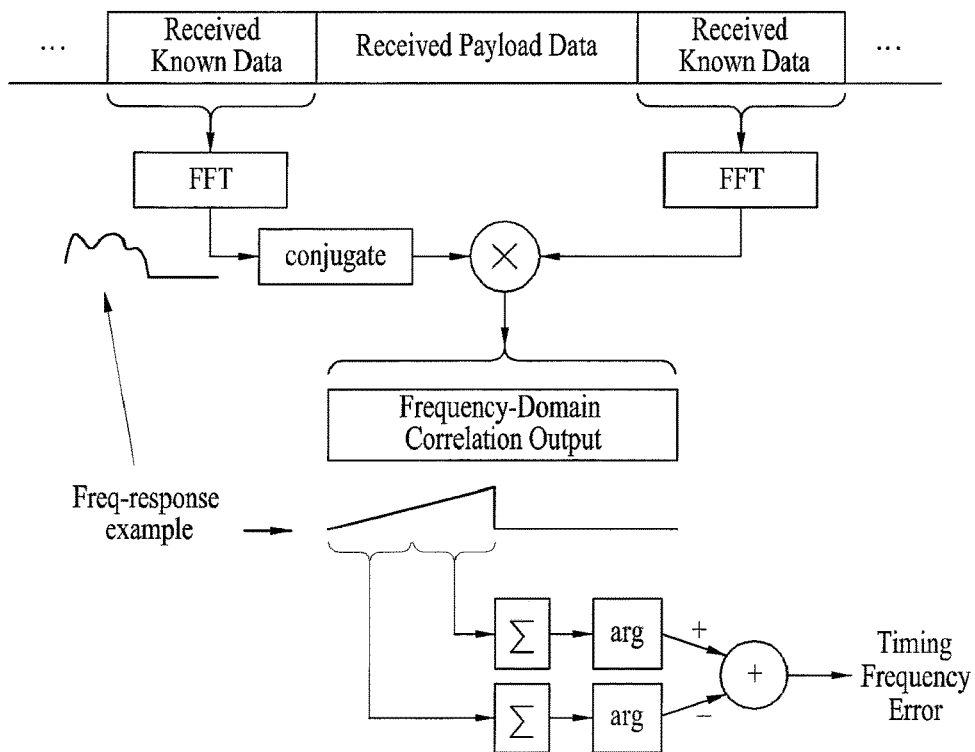 ... Received Known Data Received Payload Data Received Known Data ...
FFT FFT
conjugate ×
Frequency-Domain
Correlation Output
Freq-response
example
∑ arg +
∑ arg −
+
Timing
Frequency
Error